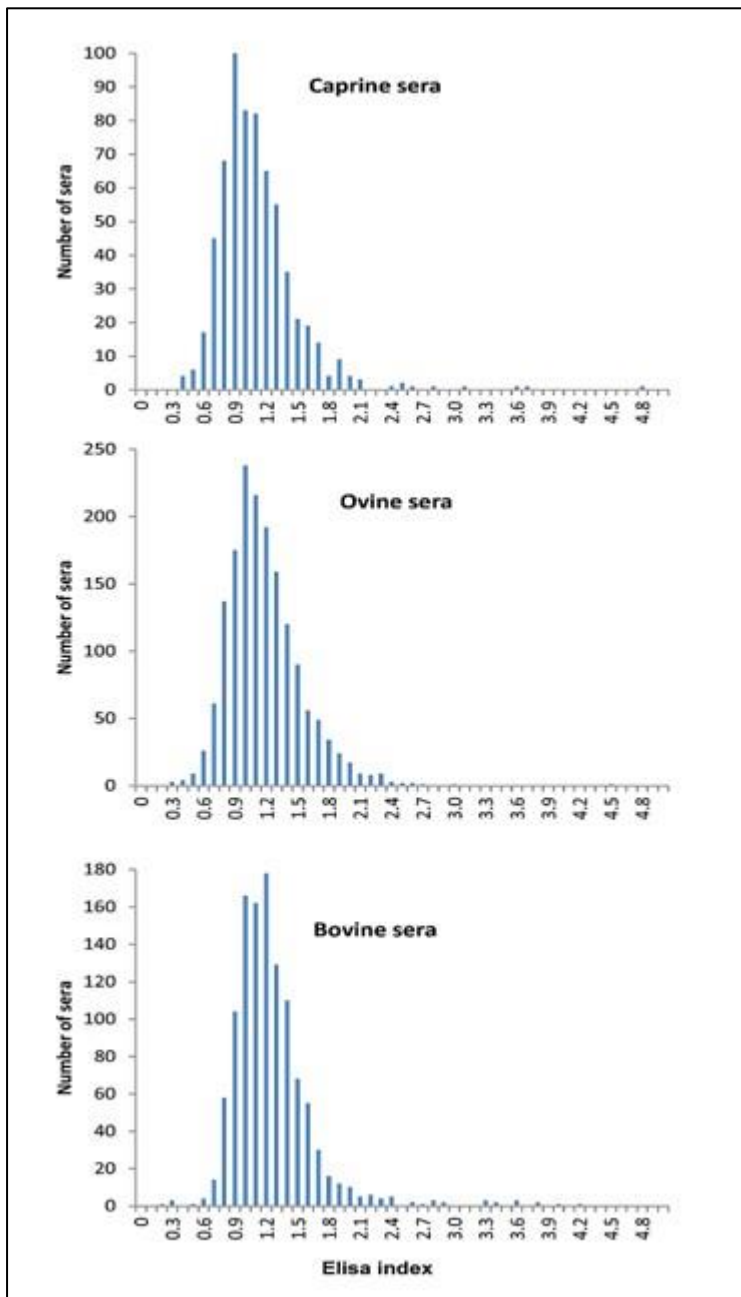 Caprine sera
Number of sera
100
90
80
70
60
50
40
30
20
10
0
0 0.3 0.6 0.9 1.2 1.5 1.8 2.1 2.4 2.7 3.0 3.3 3.6 3.9 4.2 4.5 4.8
Ovine sera
Number of sera
250
200
150
100
50
0
0 0.3 0.6 0.9 1.2 1.5 1.8 2.1 2.4 2.7 3.0 3.3 3.6 3.9 4.2 4.5 4.8
Bovine sera
Number of sera
180
160
140
120
100
80
60
40
20
0
0 0.3 0.6 0.9 1.2 1.5 1.8 2.1 2.4 2.7 3.0 3.3 3.6 3.9 4.2 4.5 4.8
Elisa index